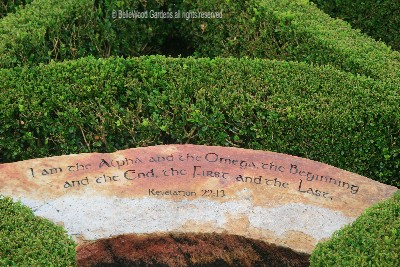 © BelleWood Gardens all rights reserved
I am the Alpha and the Omega, the Beginning
and the End, the First and the Last.
Revelation 22:13